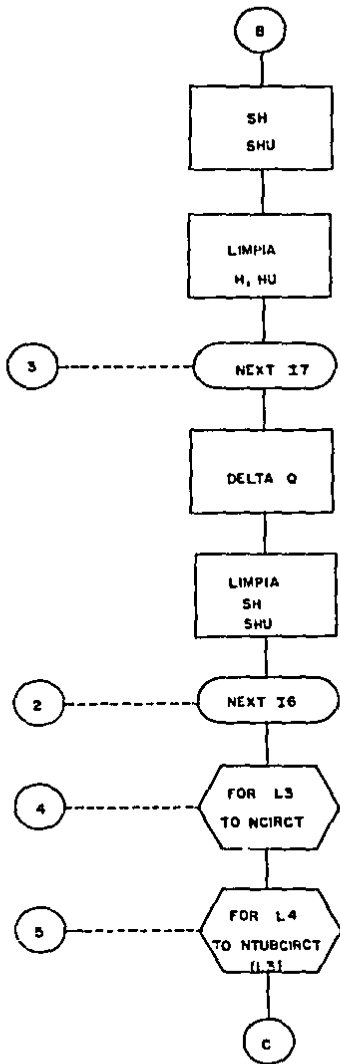 B
SH
SHU
LIMPIA
H, HU
3
NEXT I7
DELTA Q
LIMPIA
SH
SHU
2
NEXT I6
4
FOR L3
TO NCIRCT
5
FOR L4
TO NTUBCIRCT
(L3)
C